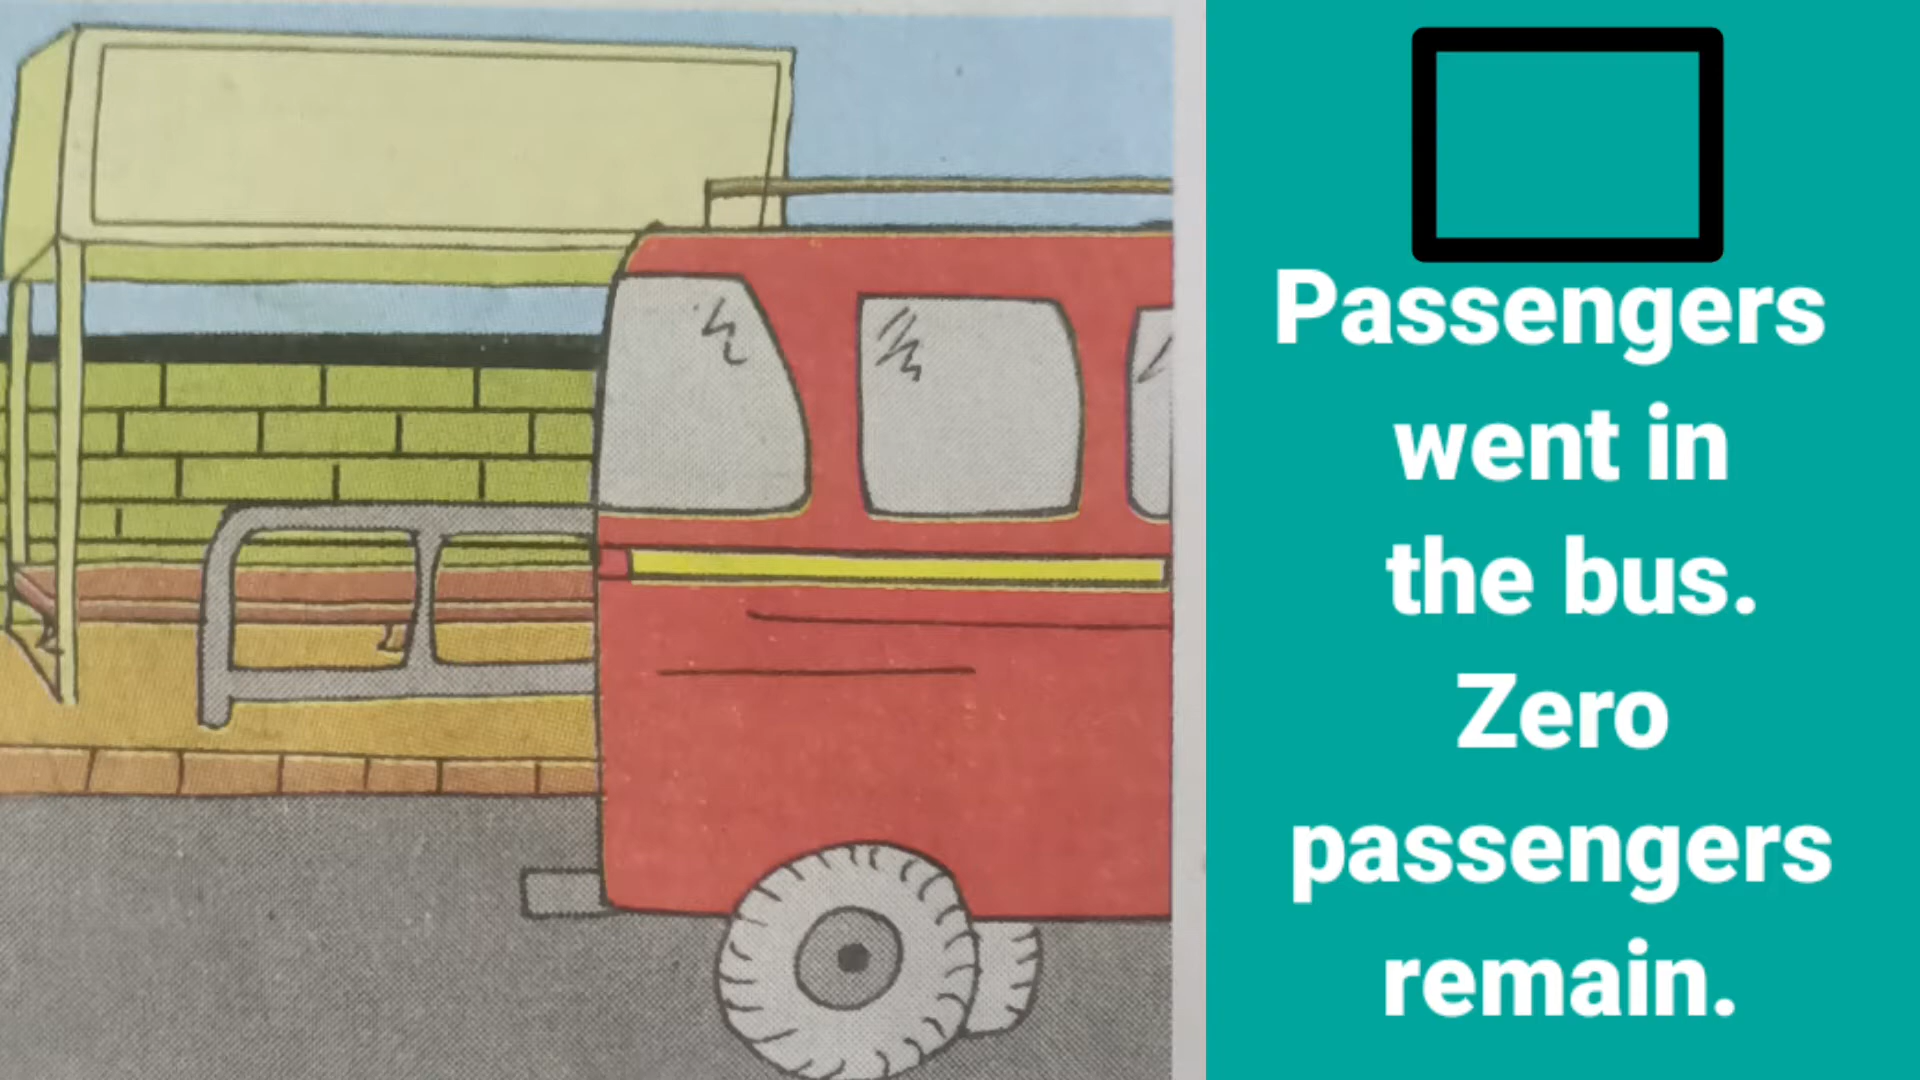 Passengers
went in
the bus.
Zero
passengers
remain.